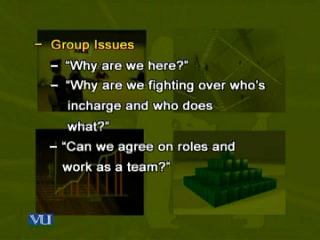 – Group Issues
– "Why are we here?"
– "Why are we fighting over who's
incharge and who does
what?"
– "Can we agree on roles and
work as a team?"
VU